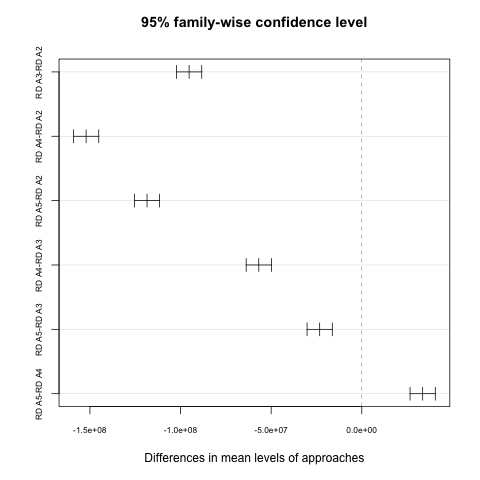 95% family-wise confidence level
RD A3-RD A2
RD A4-RD A2
RD A5-RD A2
RD A4-RD A3
RD A5-RD A3
RD A5-RD A4
-1.5e+08
-1.0e+08
-5.0e+07
0.0e+00
Differences in mean levels of approaches